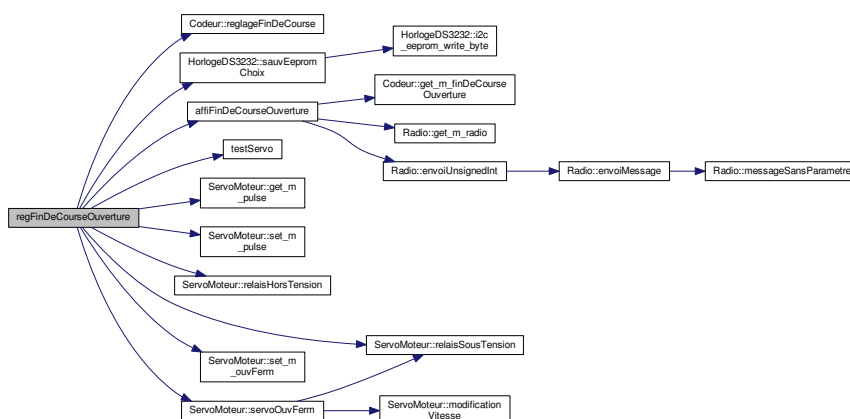 Codeur::reglageFinDeCourse
HorlogeDS3232::i2c
_eeprom_write_byte
HorlogeDS3232::sauvEeprom
Choix
Codeur::get_m_finDeCourse
Ouverture
affiFinDeCourseOuverture
Radio::get_m_radio
testServo
Radio::envoiUnsignedInt
Radio::envoiMessage
Radio::messageSansParametre
ServoMoteur::get_m
_pulse
regFinDeCourseOuverture
ServoMoteur::set_m
_pulse
ServoMoteur::relaisHorsTension
ServoMoteur::relaisSousTension
ServoMoteur::set_m
_ouvFerm
ServoMoteur::servoOuvFerm
ServoMoteur::modification
Vitesse